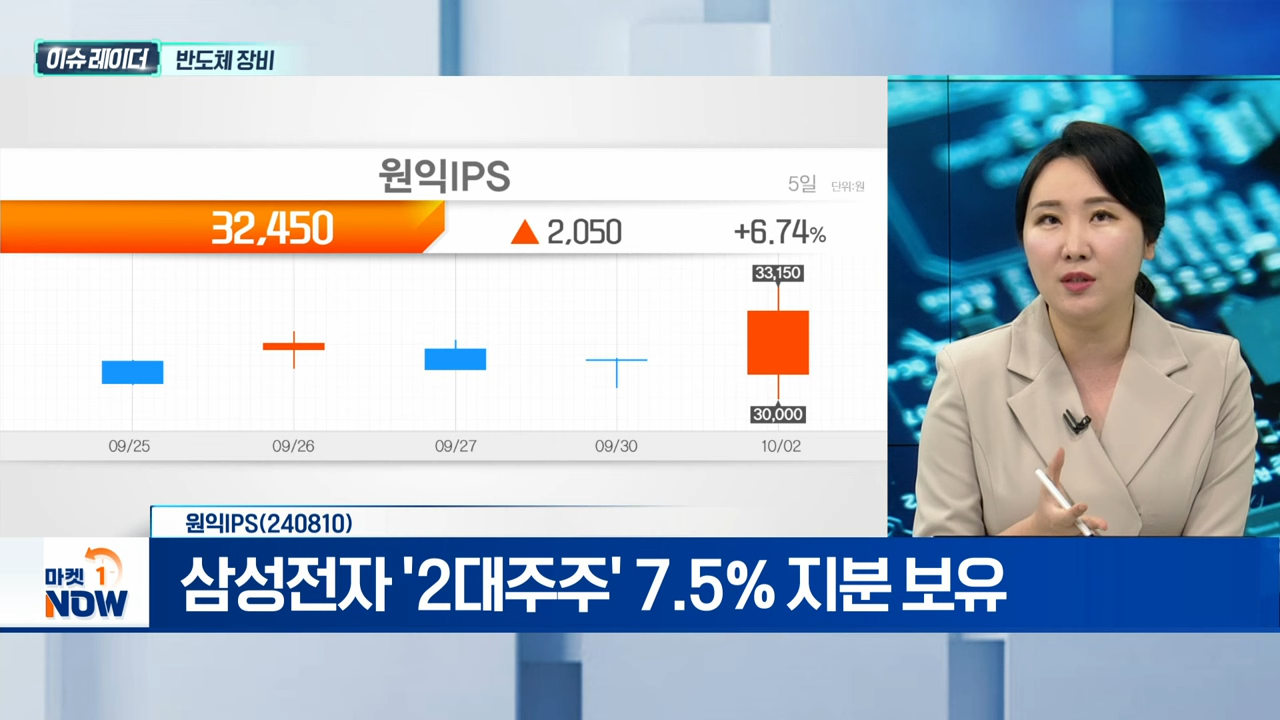 이슈 레이더 반도체 장비
원익IPS
5일 단위:원
32,450 ▲ 2,050 +6.74%
33,150
30,000
09/25 09/26 09/27 09/30 10/02
원익IPS(240810)
마켓 1
NOW
삼성전자 '2대주주' 7.5% 지분 보유